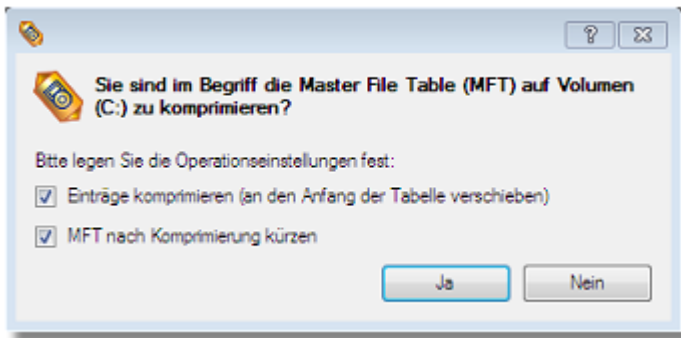 Sie sind im Begriff die Master File Table (MFT) auf Volumen
(C:) zu komprimieren?
Bitte legen Sie die Operationseinstellungen fest:
Einträge komprimieren (an den Anfang der Tabelle verschieben)
MFT nach Komprimierung kürzen
Ja
Nein